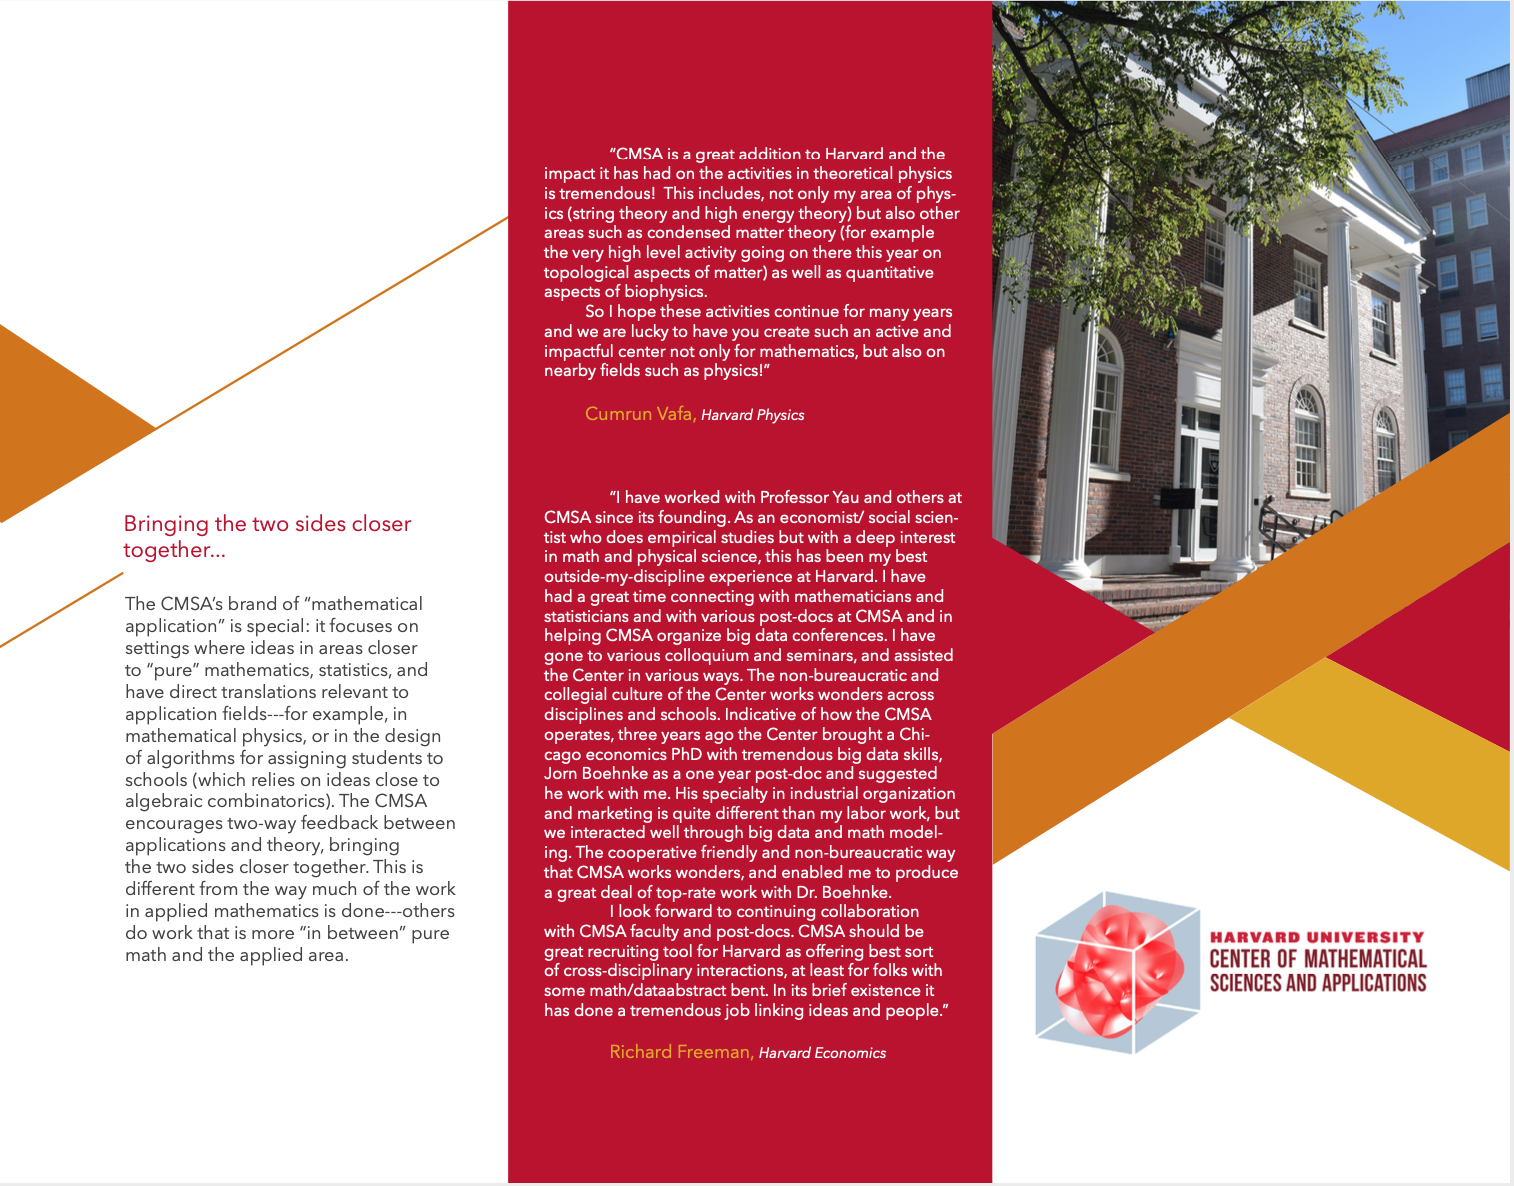 Bringing the two sides closer
together...
The CMSA’s brand of “mathematical
application” is special: it focuses on
settings where ideas in areas closer
to “pure” mathematics, statistics, and
have direct translations relevant to
application fields---for example, in
mathematical physics, or in the design
of algorithms for assigning students to
schools (which relies on ideas close to
algebraic combinatorics). The CMSA
encourages two-way feedback between
applications and theory, bringing
the two sides closer together. This is
different from the way much of the work
in applied mathematics is done---others
do work that is more “in between” pure
math and the applied area.
“CMSA is a great addition to Harvard and the
impact it has had on the activities in theoretical physics
is tremendous!  This includes, not only my area of phys-
ics (string theory and high energy theory) but also other
areas such as condensed matter theory (for example
the very high level activity going on there this year on
topological aspects of matter) as well as quantitative
aspects of biophysics.
So I hope these activities continue for many years
and we are lucky to have you create such an active and
impactful center not only for mathematics, but also on
nearby fields such as physics!”
Cumrun Vafa, Harvard Physics
“I have worked with Professor Yau and others at
CMSA since its founding. As an economist/ social scien-
tist who does empirical studies but with a deep interest
in math and physical science, this has been my best
outside-my-discipline experience at Harvard. I have
had a great time connecting with mathematicians and
statisticians and with various post-docs at CMSA and in
helping CMSA organize big data conferences. I have
gone to various colloquium and seminars, and assisted
the Center in various ways. The non-bureaucratic and
collegial culture of the Center works wonders across
disciplines and schools. Indicative of how the CMSA
operates, three years ago the Center brought a Chi-
cago economics PhD with tremendous big data skills,
Jorn Boehnke as a one year post-doc and suggested
he work with me. His specialty in industrial organization
and marketing is quite different than my labor work, but
we interacted well through big data and math model-
ing. The cooperative friendly and non-bureaucratic way
that CMSA works wonders, and enabled me to produce
a great deal of top-rate work with Dr. Boehnke.
I look forward to continuing collaboration
with CMSA faculty and post-docs. CMSA should be
great recruiting tool for Harvard as offering best sort
of cross-disciplinary interactions, at least for folks with
some math/dataabstract bent. In its brief existence it
has done a tremendous job linking ideas and people.”
Richard Freeman, Harvard Economics
HARVARD UNIVERSITY
CENTER OF MATHEMATICAL
SCIENCES AND APPLICATIONS